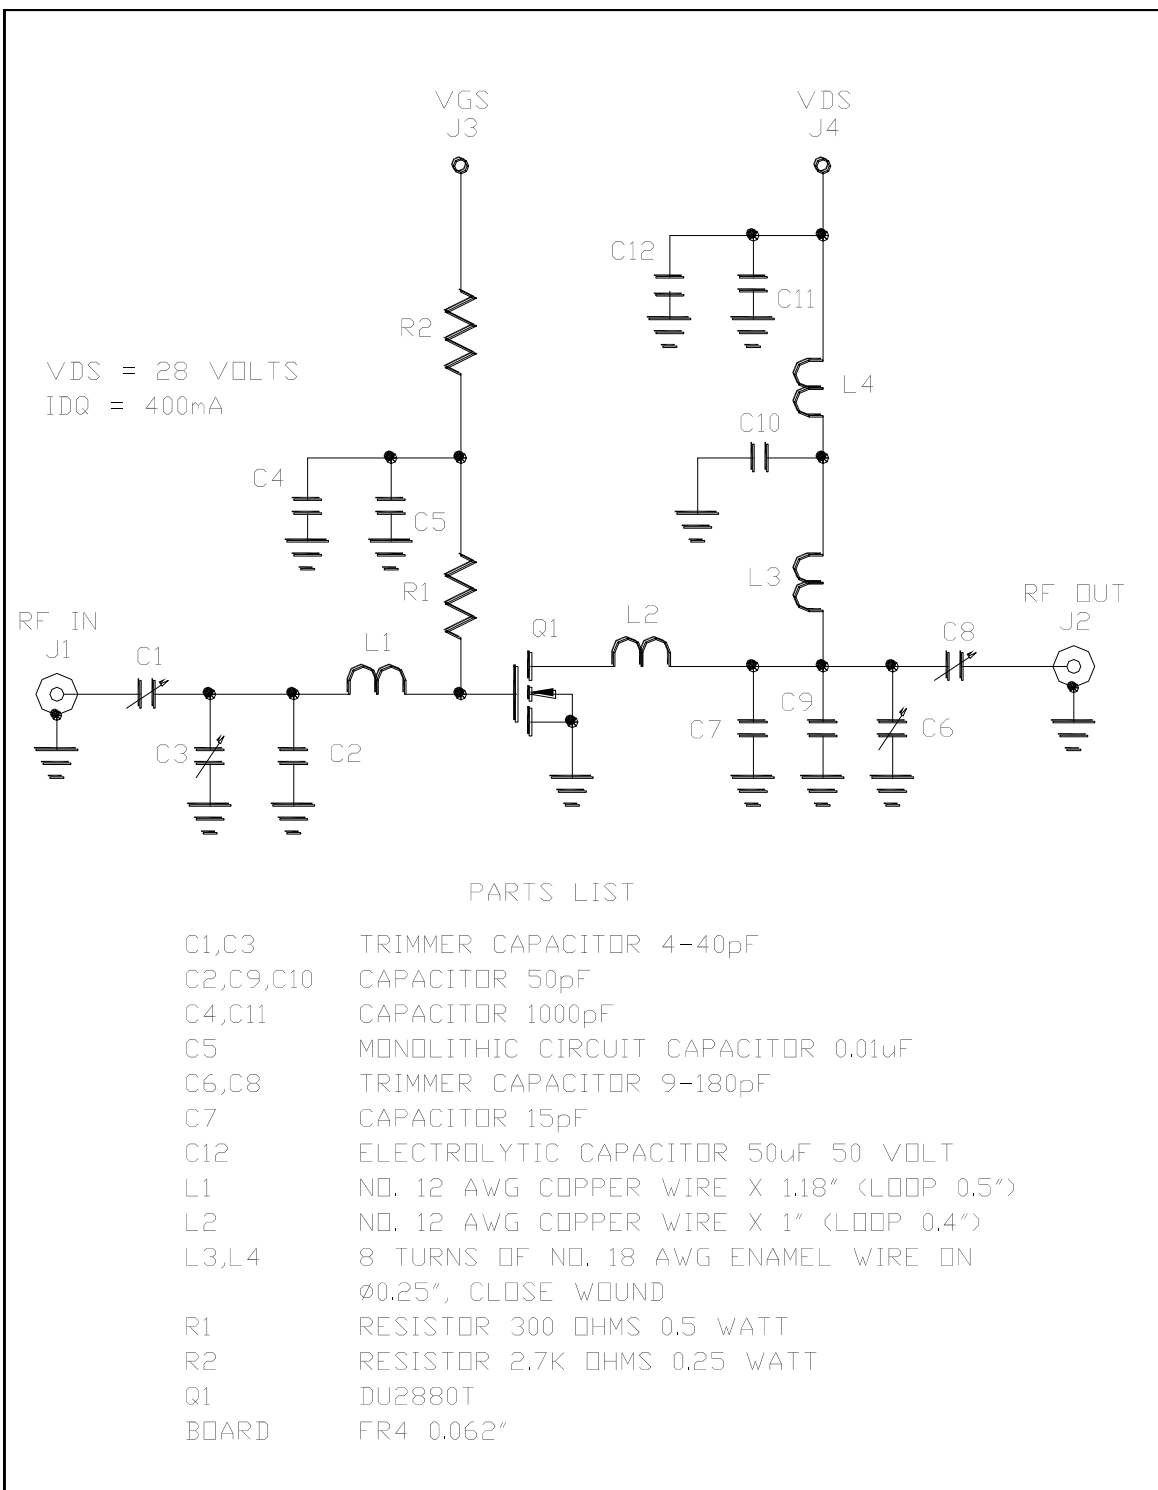 VGS
J3
VDS
J4
C12
C11
R2
VDS = 28 VOLTS
IDQ = 400mA
L4
C10
C4
C5
L3
R1
RF IN
J1
C1
L1
Q1
L2
C8
RF OUT
J2
C3
C2
C7
C9
C6
PARTS LIST
C1,C3 TRIMMER CAPACITOR 4-40pF
C2,C9,C10 CAPACITOR 50pF
C4,C11 CAPACITOR 1000pF
C5 MONOLITHIC CIRCUIT CAPACITOR 0.01uF
C6,C8 TRIMMER CAPACITOR 9-180pF
C7 CAPACITOR 15pF
C12 ELECTROLYTIC CAPACITOR 50uF 50 VOLT
L1 NO. 12 AWG COPPER WIRE X 1.18" (LOOP 0.5")
L2 NO. 12 AWG COPPER WIRE X 1" (LOOP 0.4")
L3,L4 8 TURNS OF NO. 18 AWG ENAMEL WIRE ON
Ø0.25", CLOSE WOUND
R1 RESISTOR 300 OHMS 0.5 WATT
R2 RESISTOR 2.7K OHMS 0.25 WATT
Q1 DU2880T
BOARD FR4 0.062"